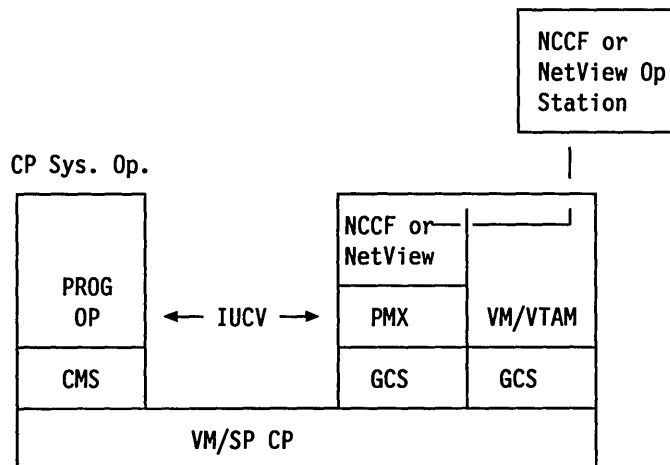 NCCF or
NetView Op
Station
CP Sys. Op.
NCCF or
NetView
PROG
OP
IUCV
PMX
VM/VTAM
CMS
GCS
GCS
VM/SP CP